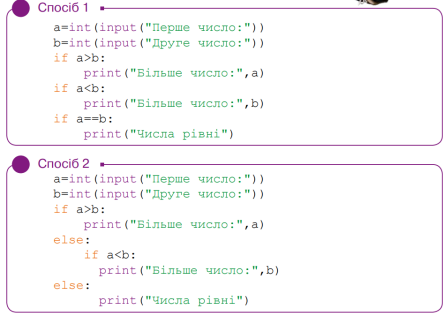 Спосіб 1
a=int(input("Перше число:"))
b=int(input("Друге число:"))
if a>b:
    print("Більше число:",a)
if a<b:
    print("Більше число:",b)
if a==b:
    print("Числа рівні")
Спосіб 2
a=int(input("Перше число:"))
b=int(input("Друге число:"))
if a>b:
    print("Більше число:",a)
else:
    if a<b:
      print("Більше число:",b)
else:
      print("Числа рівні")